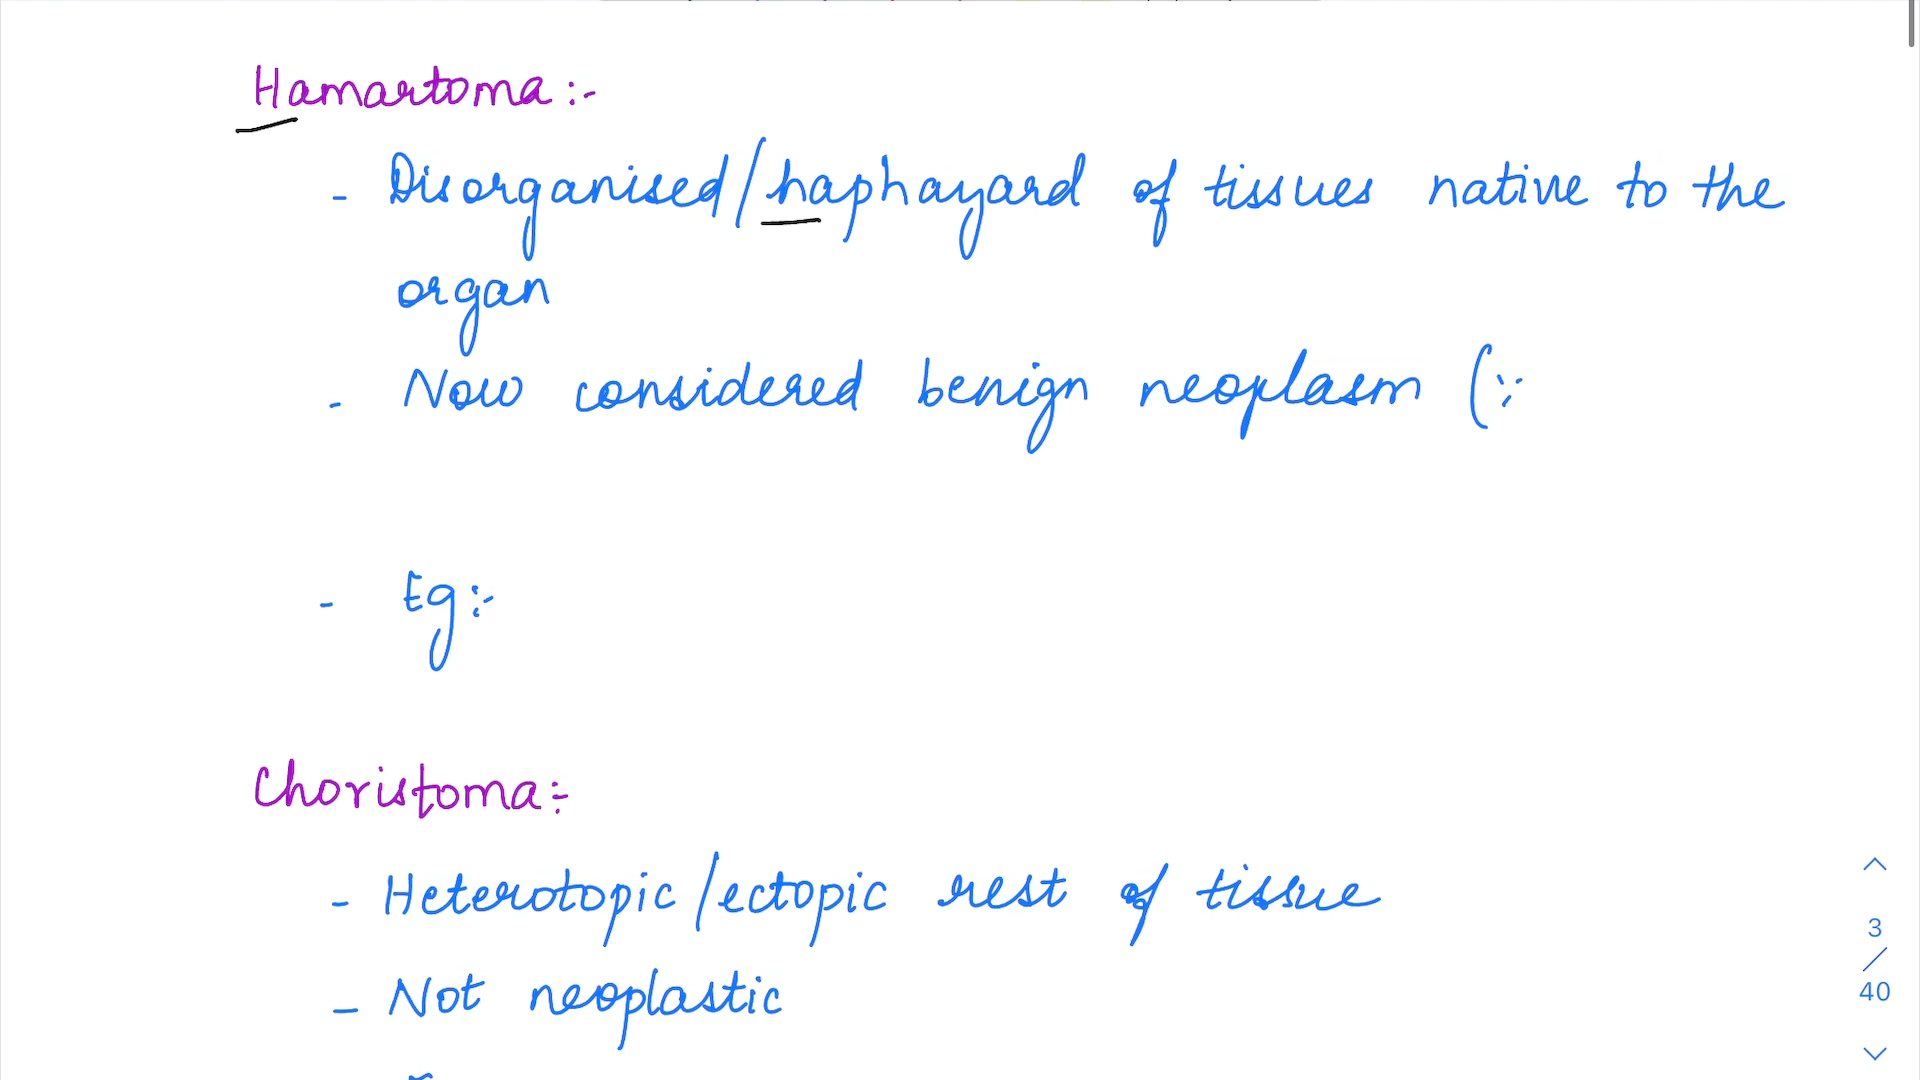 Hamartoma :-
- Disorganised/haphayard of tissues native to the
organ
- Now considered benign neoplasm (∵
- Eg:-
Choristoma:-
- Heterotopic/ectopic rest of tissue
- Not neoplastic
3
/
40